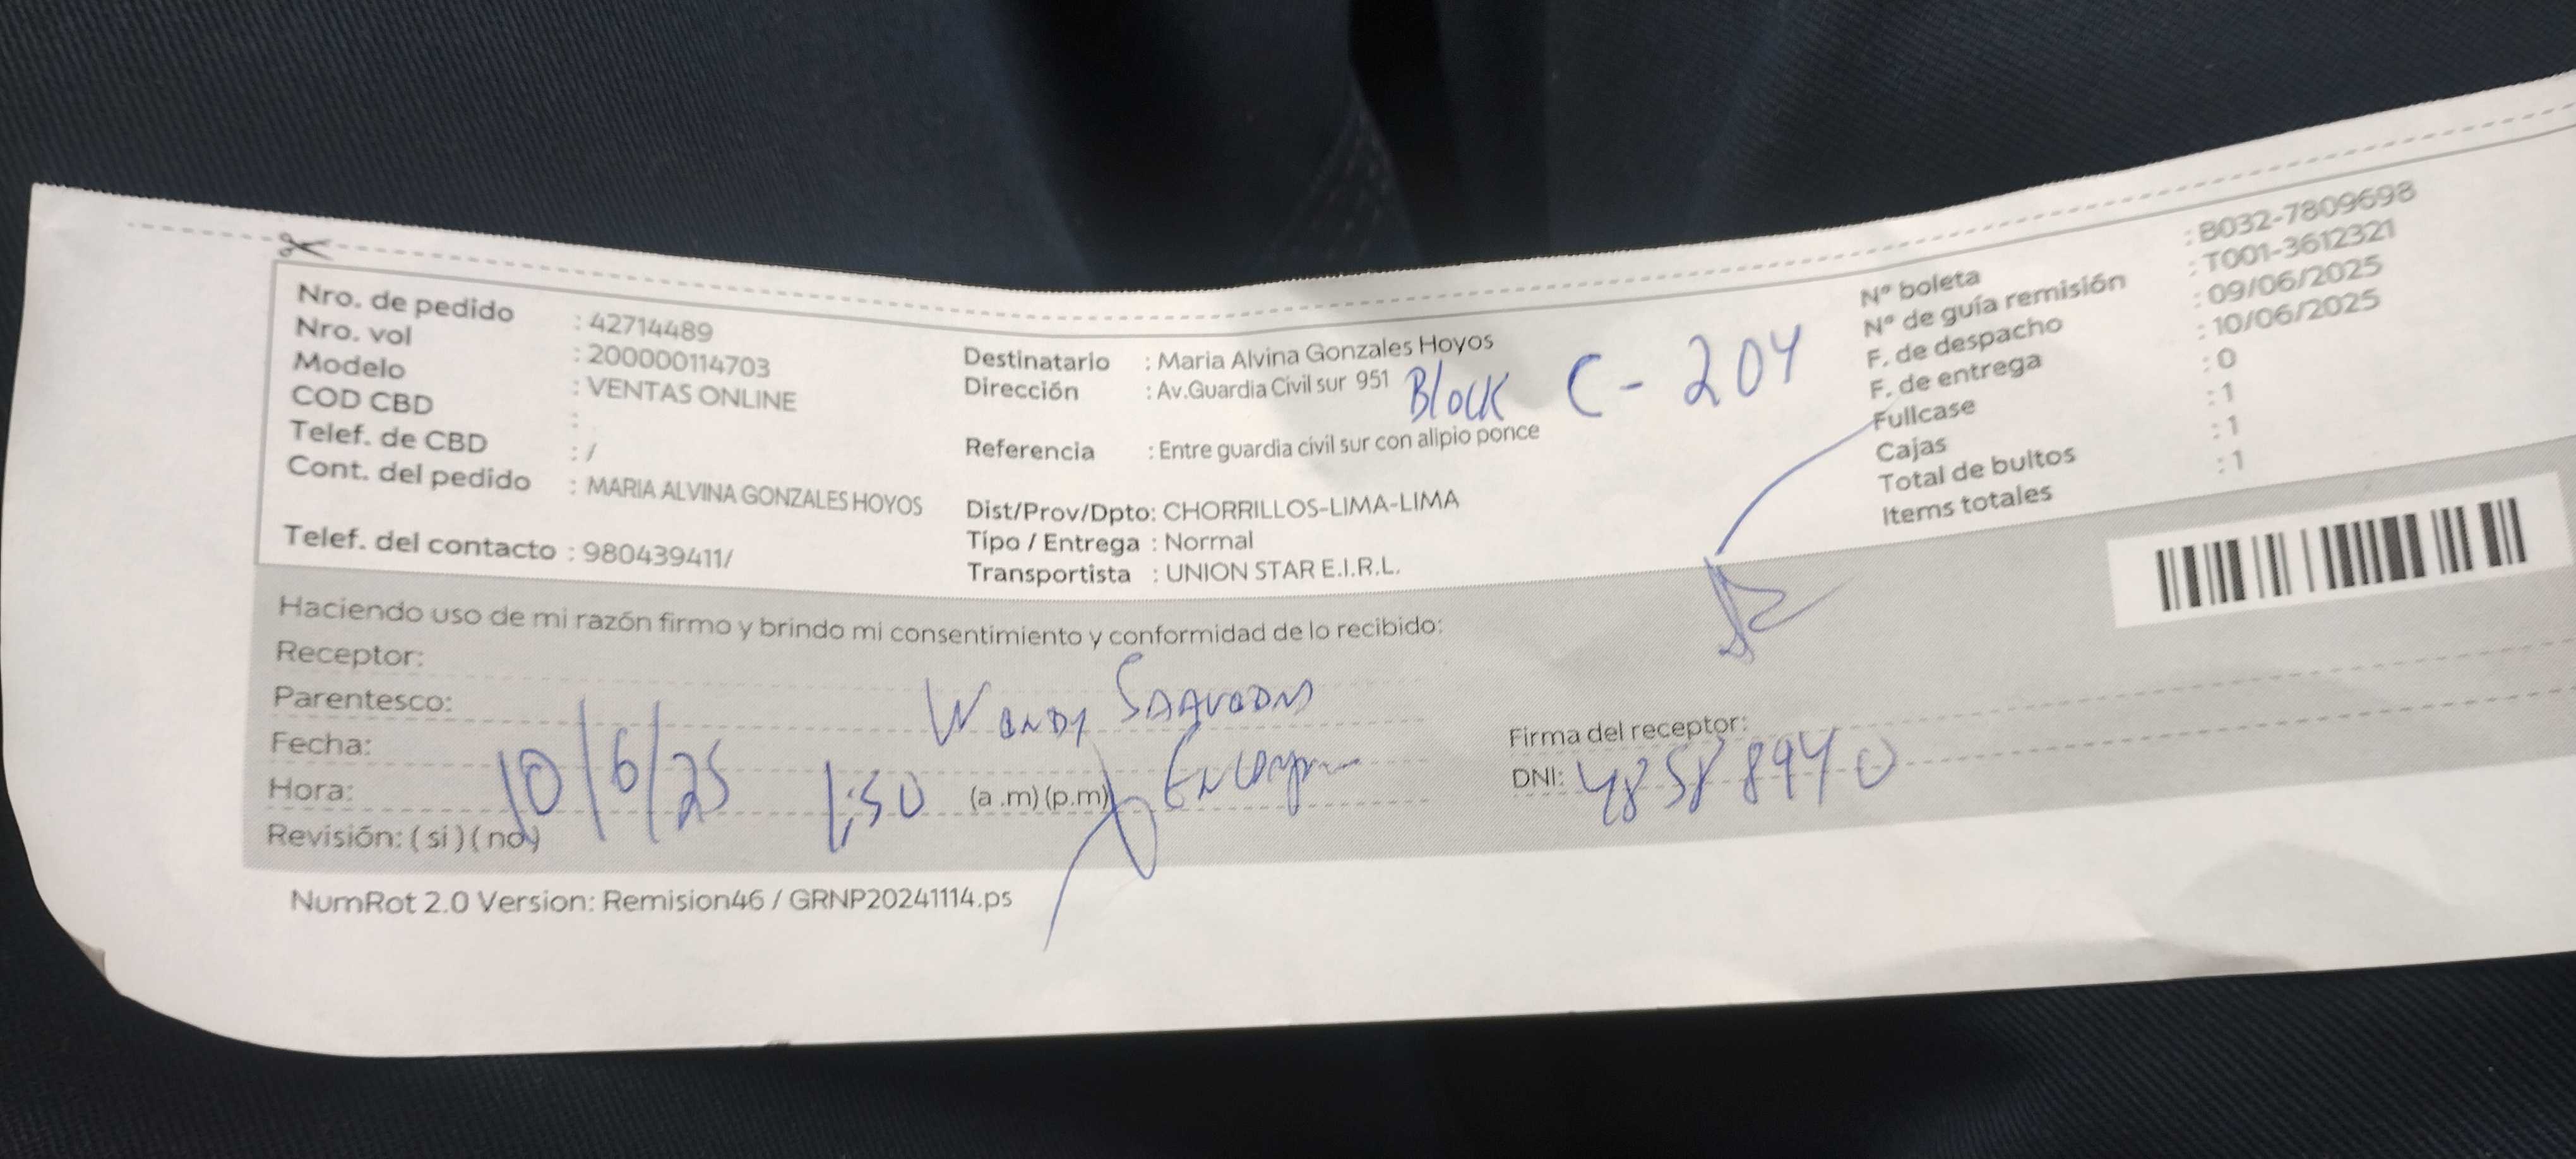 Nro. de pedido : 42714489
Nro. vol : 200000114703
Modelo : VENTAS ONLINE
COD CBD :
Telef. de CBD : /
Cont. del pedido : MARIA ALVINA GONZALES HOYOS
Telef. del contacto : 980439411/
Destinatario : Maria Alvina Gonzales Hoyos
Dirección : Av.Guardia Civil sur 951 Block C - 204
Referencia : Entre guardia civil sur con alipio ponce
Dist/Prov/Dpto: CHORRILLOS-LIMA-LIMA
Tipo / Entrega : Normal
Transportista : UNION STAR E.I.R.L.
N° boleta : B032-7809698
N° de guía remisión : T001-3612321
F. de despacho : 09/06/2025
F. de entrega : 10/06/2025
Fullcase : 0
Cajas : 1
Total de bultos : 1
Items totales : 1
Haciendo uso de mi razón firmo y brindo mi consentimiento y conformidad de lo recibido:
Receptor:
Parentesco: Wendy
Fecha: 10/6/25
Hora: 1:50 (a .m) (p.m)
Revisión: ( si ) ( no )
Firma del receptor:
DNI: 48588940
NumRot 2.0 Version: Remision46 / GRNP20241114.ps